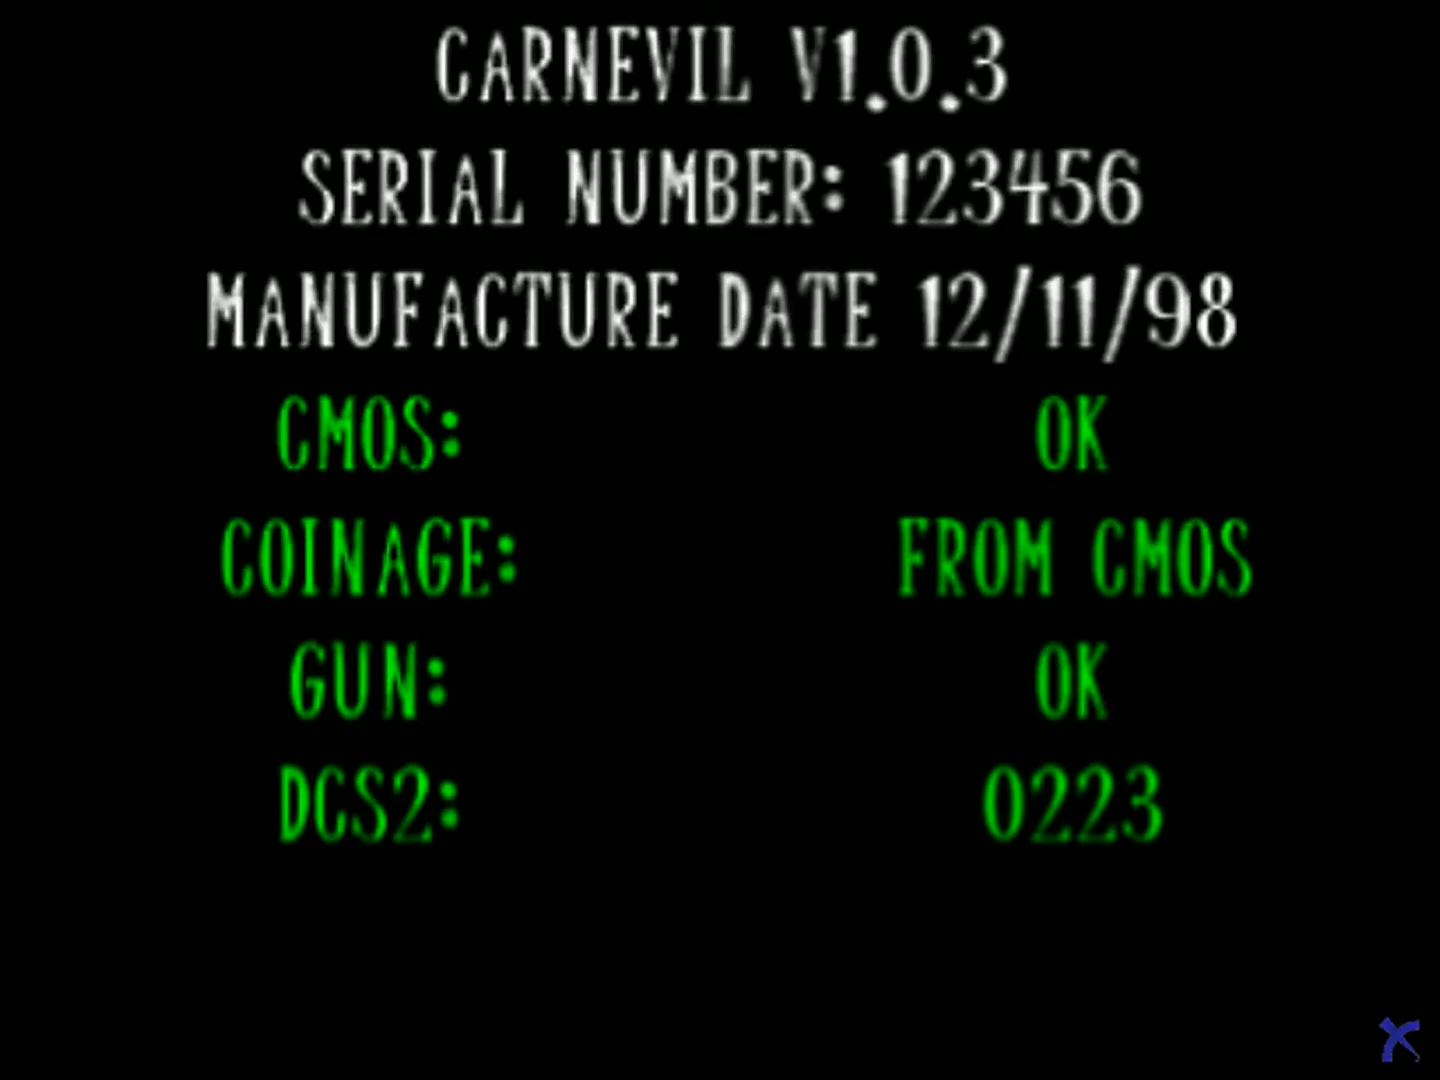 CARNEVIL V1.0.3
SERIAL NUMBER: 123456
MANUFACTURE DATE 12/11/98
CMOS: OK
COINAGE: FROM CMOS
GUN: OK
DCS2: 0223